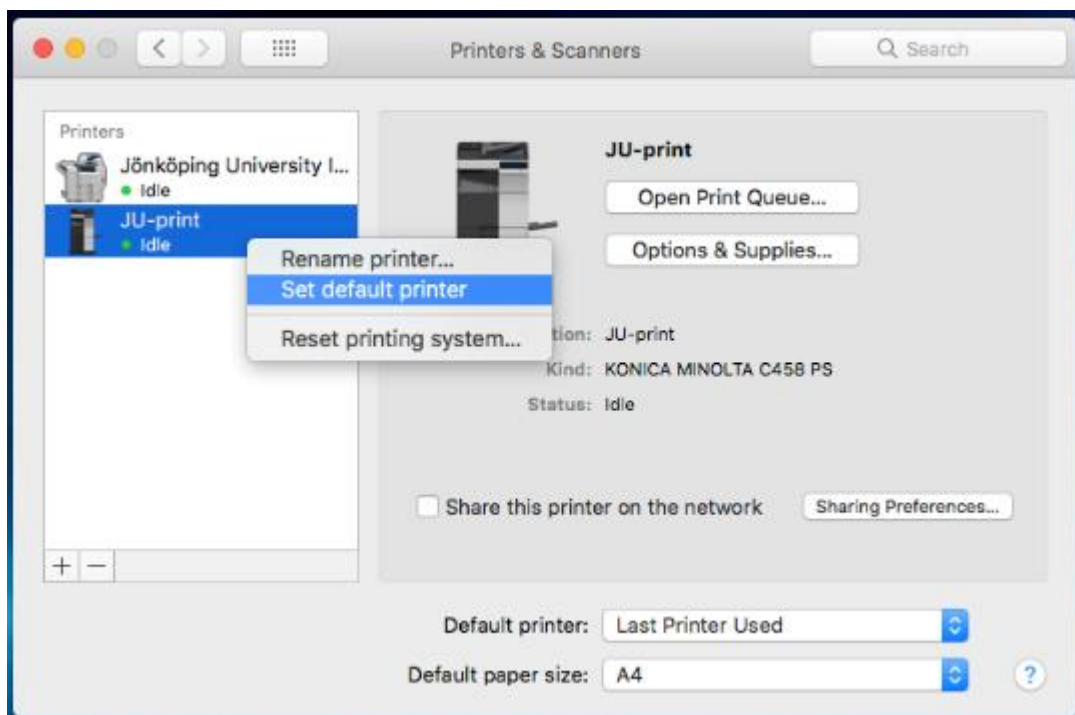 Printers & Scanners
Search
Printers
Jönköping University I...
Idle
JU-print
Idle
Rename printer...
Set default printer
Reset printing system...
JU-print
Open Print Queue...
Options & Supplies...
tion: JU-print
Kind: KONICA MINOLTA C458 PS
Status: Idle
Share this printer on the network
Sharing Preferences...
+ −
Default printer: Last Printer Used
Default paper size: A4
?